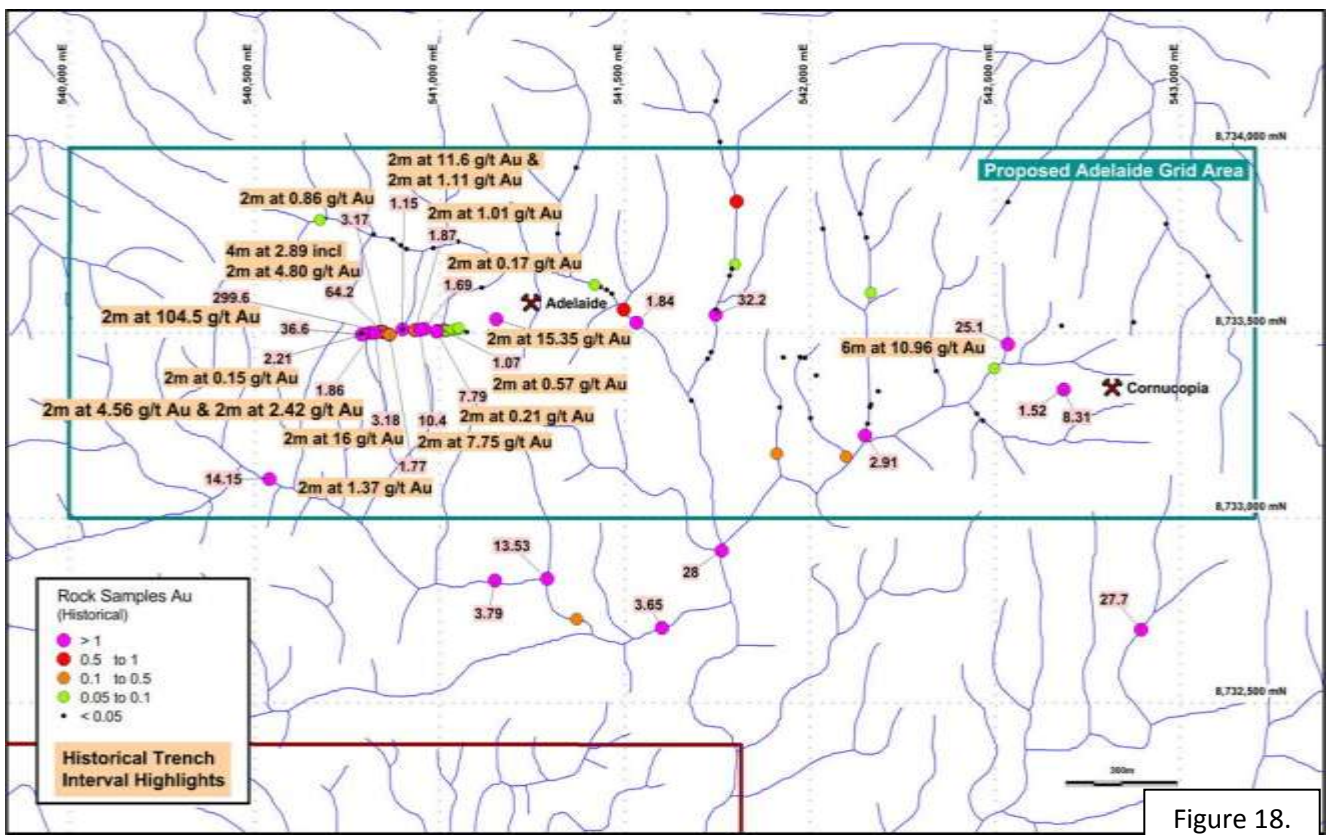 540,000 mE
540,500 mE
541,000 mE
541,500 mE
542,000 mE
542,500 mE
543,000 mE
8,734,000 mN
Proposed Adelaide Grid Area
2m at 11.6 g/t Au &
2m at 1.11 g/t Au
2m at 0.86 g/t Au
3.17
1.15
2m at 1.01 g/t Au
1.87
4m at 2.89 incl
2m at 4.80 g/t Au
2m at 0.17 g/t Au
64.2
1.69
299.6
Adelaide
1.84
32.2
2m at 104.5 g/t Au
36.6
8,733,500 mN
25.1
2m at 15.35 g/t Au
6m at 10.96 g/t Au
2.21
1.07
2m at 0.15 g/t Au
2m at 0.57 g/t Au
Cornucopia
1.86
7.79
2m at 4.56 g/t Au & 2m at 2.42 g/t Au
2m at 0.21 g/t Au
1.52
8.31
3.18
10.4
2m at 16 g/t Au
2m at 7.75 g/t Au
2.91
1.77
14.15
2m at 1.37 g/t Au
8,733,000 mN
13.53
28
3.79
3.65
27.7
Rock Samples Au
(Historical)
> 1
0.5 to 1
0.1 to 0.5
0.05 to 0.1
< 0.05
8,732,500 mN
Historical Trench
Interval Highlights
Figure 18.